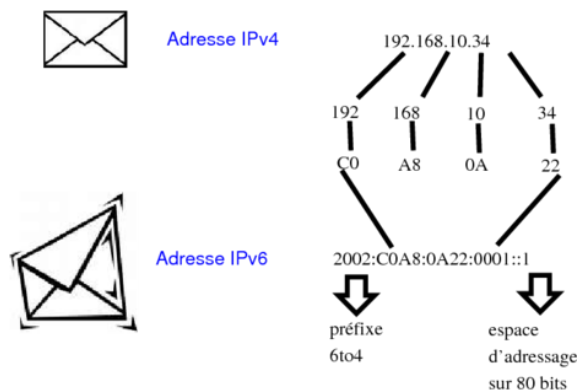 Adresse IPv4
192.168.10.34
192 168 10 34
C0 A8 0A 22
Adresse IPv6
2002:C0A8:0A22:0001::1
préfixe
6to4
espace
d'adressage
sur 80 bits